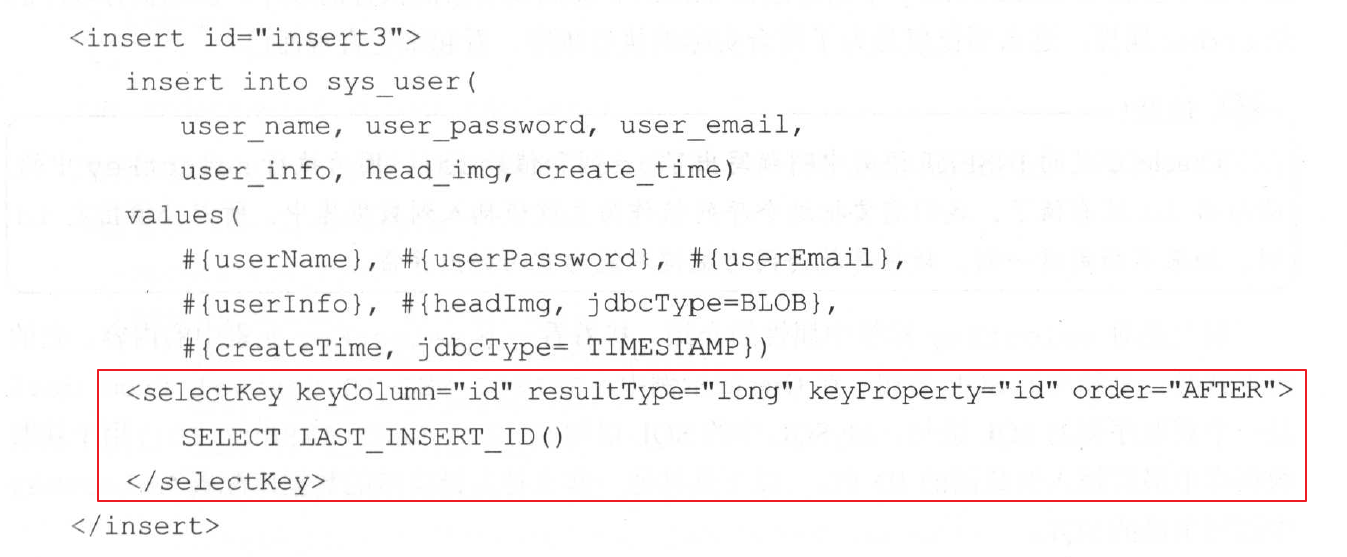 <insert id="insert3">
insert into sys_user(
user_name, user_password, user_email,
user_info, head_img, create_time)
values(
#{userName}, #{userPassword}, #{userEmail},
#{userInfo}, #{headImg, jdbcType=BLOB},
#{createTime, jdbcType= TIMESTAMP})
<selectKey keyColumn="id" resultType="long" keyProperty="id" order="AFTER">
SELECT LAST_INSERT_ID()
</selectKey>
</insert>